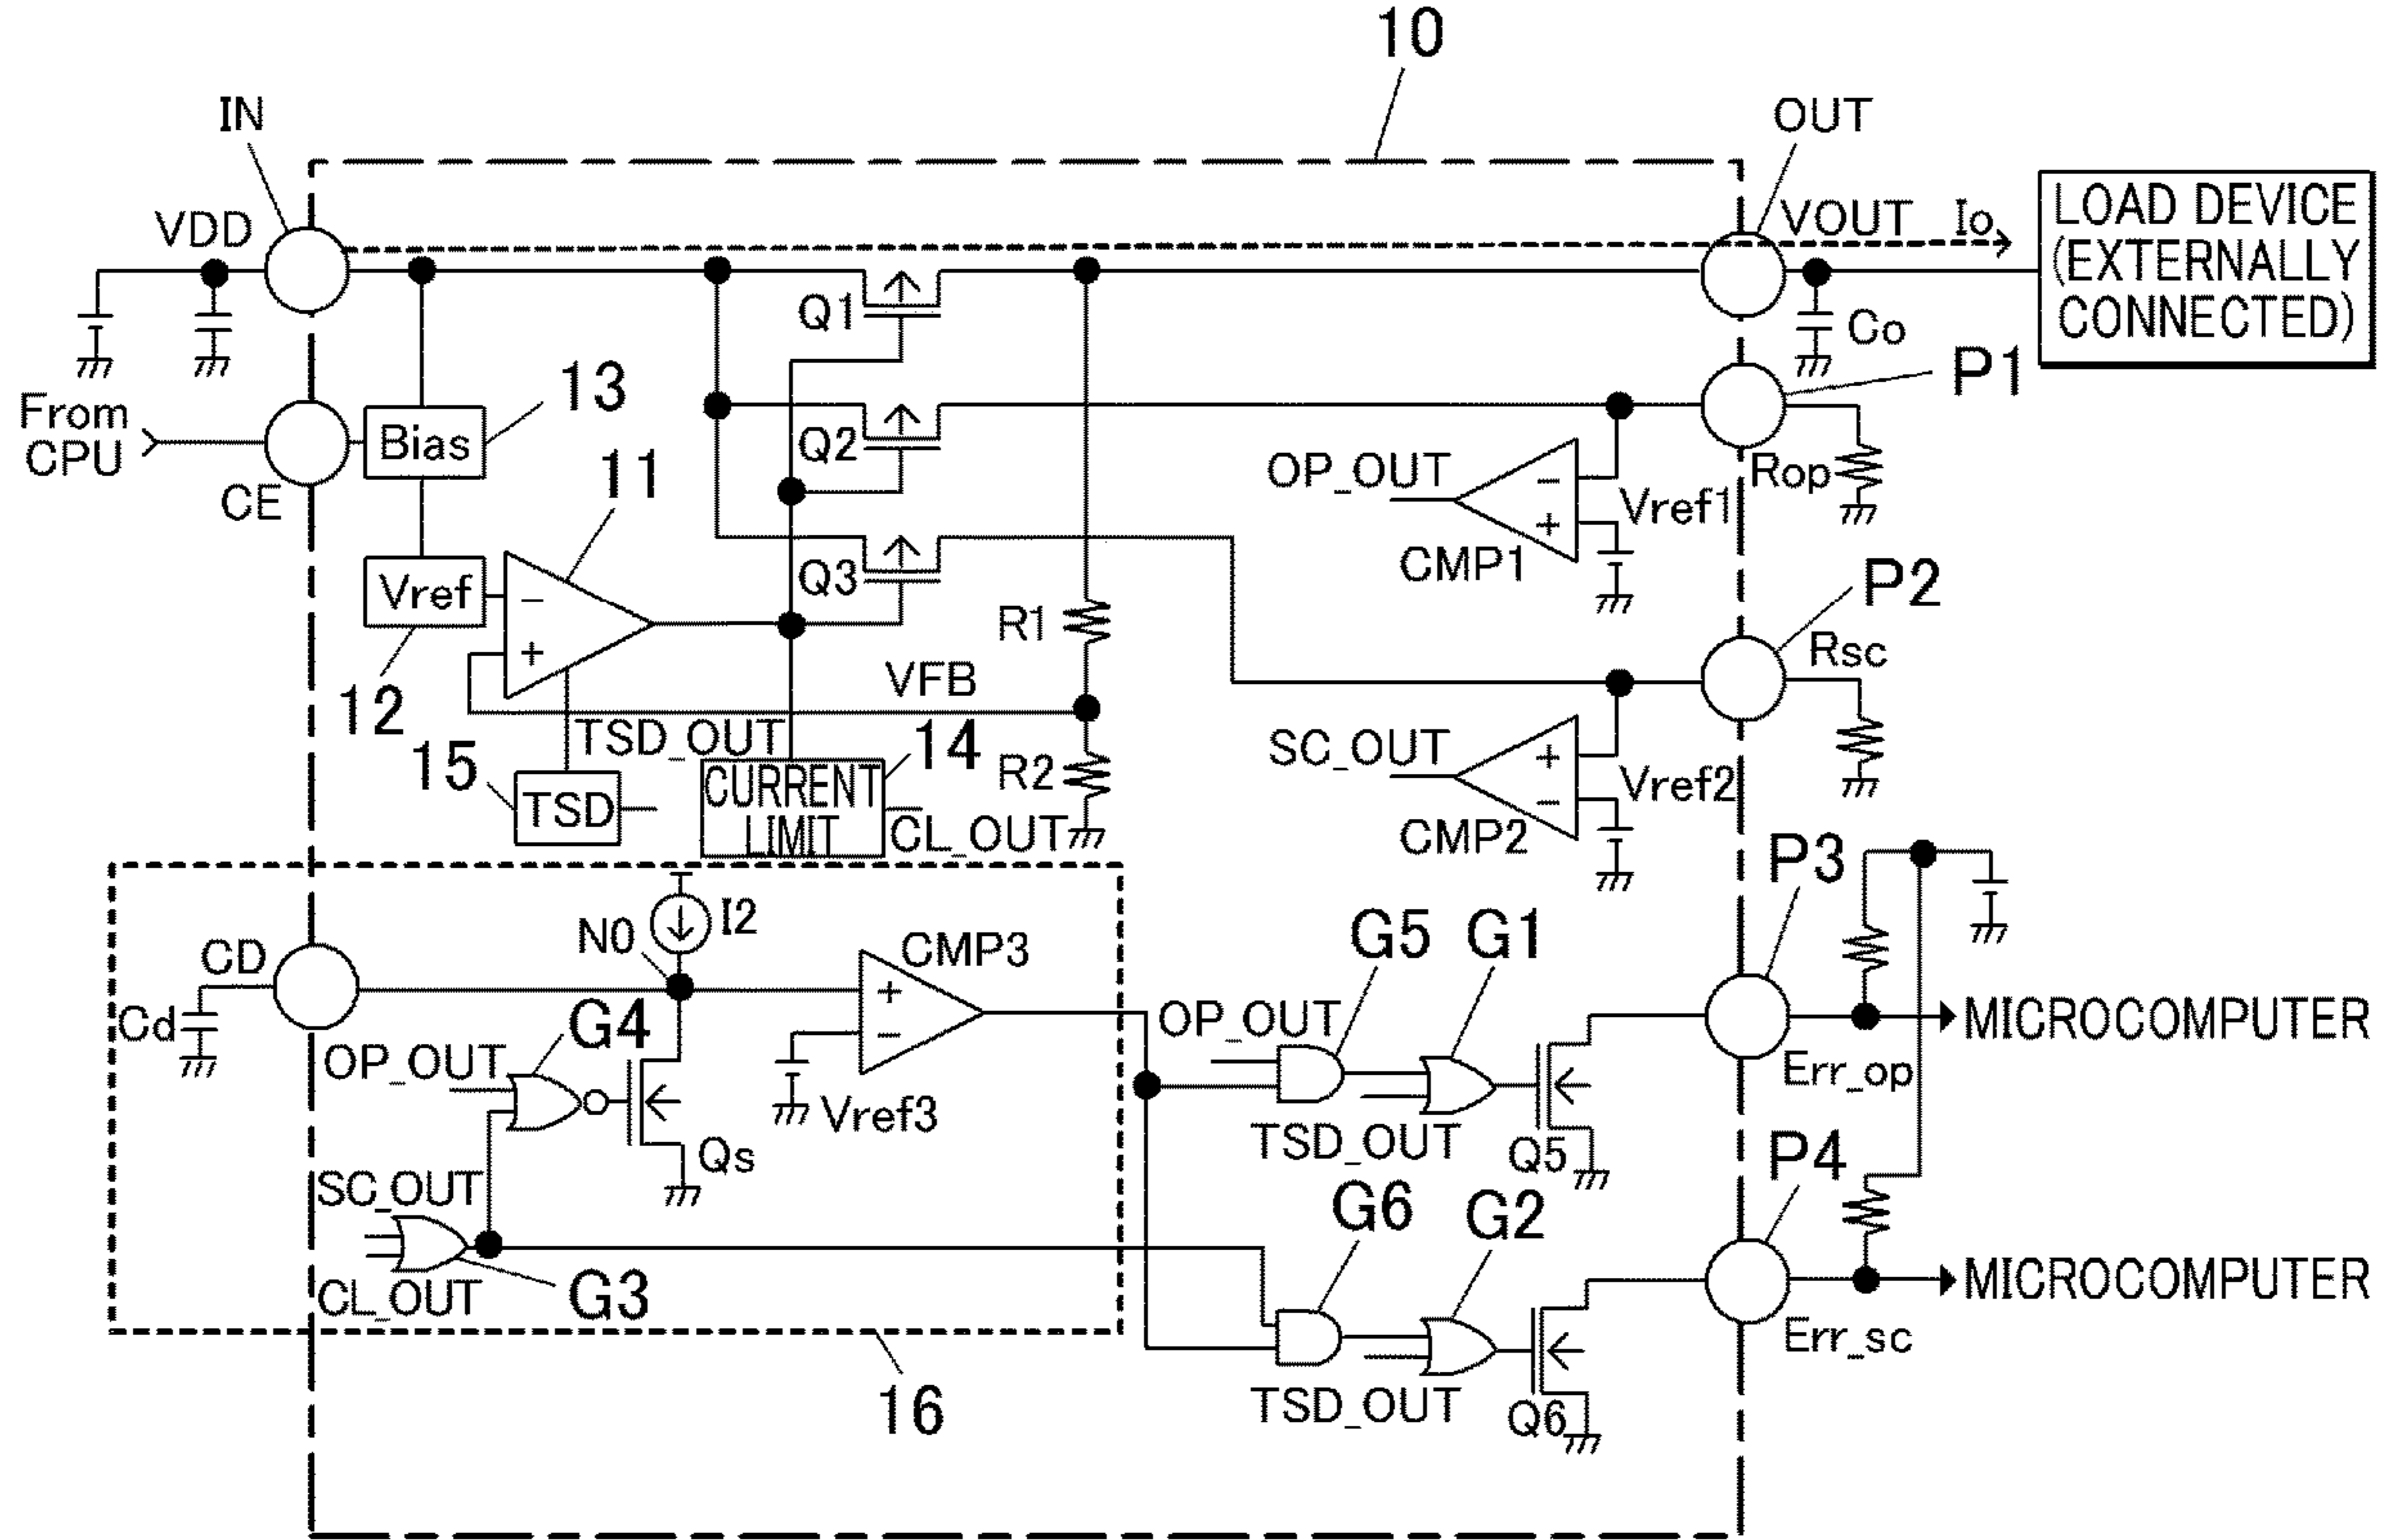 10
IN
OUT
VDD
VOUT
Io
LOAD DEVICE
(EXTERNALLY
CONNECTED)
Q1
Co
P1
From
CPU
Bias
13
CE
Q2
11
OP_OUT
Rop
Vref1
CMP1
Vref
Q3
P2
R1
Rsc
12
VFB
TSD_OUT
14
SC_OUT
15
TSD
CURRENT
LIMIT
R2
Vref2
CL_OUT
CMP2
P3
I2
N0
CD
CMP3
G5
G1
Cd
G4
OP_OUT
MICROCOMPUTER
OP_OUT
Err_op
Vref3
TSD_OUT
Qs
Q5
P4
SC_OUT
G6
G2
CL_OUT
G3
MICROCOMPUTER
Err_sc
16
TSD_OUT
Q6
-
+
-
+
+
-
+
-